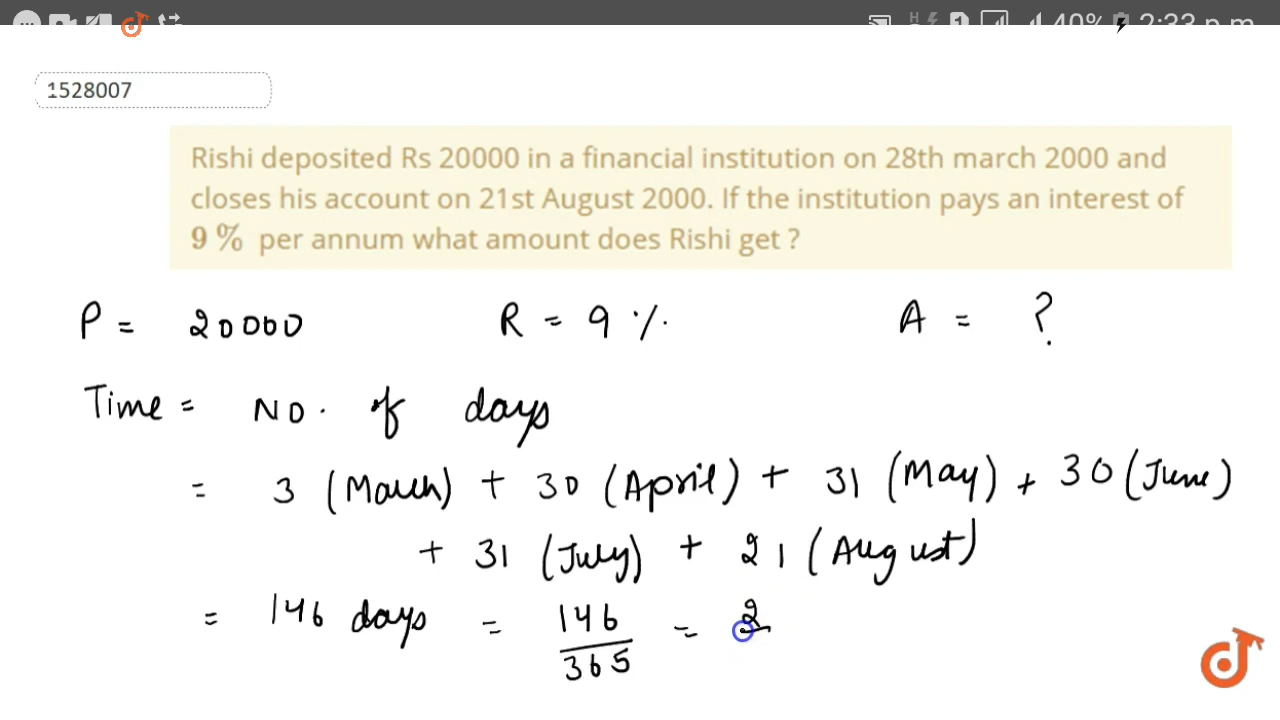 40% 2:33 p.m.
1528007
Rishi deposited Rs 20000 in a financial institution on 28th march 2000 and
closes his account on 21st August 2000. If the institution pays an interest of
9 % per annum what amount does Rishi get ?
P = 20000 R = 9 %. A = ?
Time = No. of days
= 3 (March) + 30 (April) + 31 (May) + 30 (June)
+ 31 (July) + 21 (August)
= 146 days = 146/365 = 2/